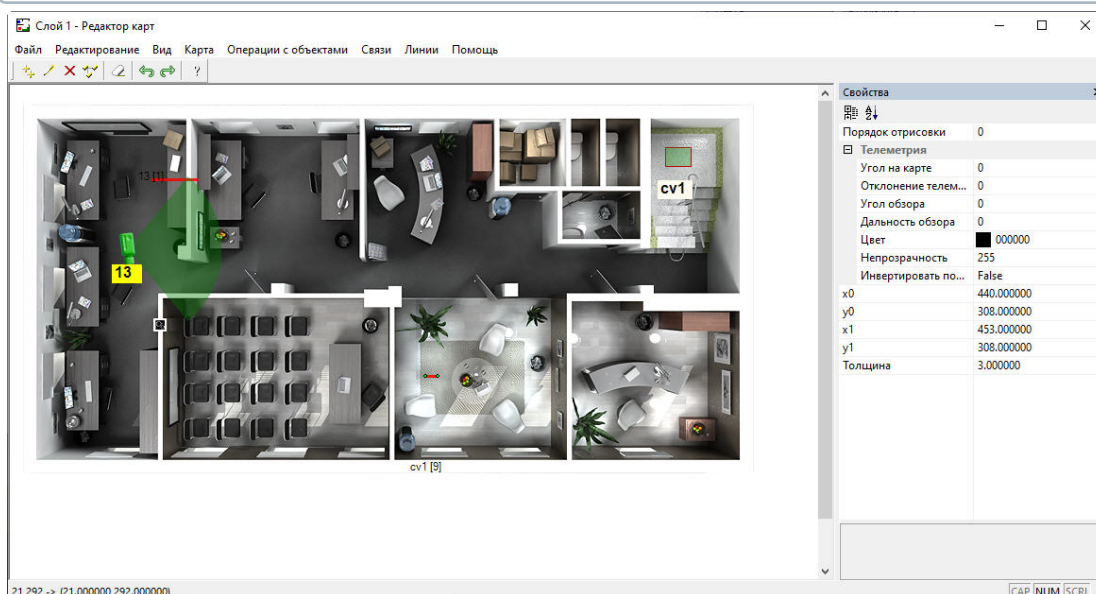 Слой 1 - Редактор карт
Файл Редактирование Вид Карта Операции с объектами Связи Линии Помощь
?
Свойства
Порядок отрисовки 0
Телеметрия
Угол на карте 0
Отклонение телем... 0
Угол обзора 0
Дальность обзора 0
Цвет 000000
Непрозрачность 255
Инвертировать по... False
x0 440.000000
y0 308.000000
x1 453.000000
y1 308.000000
Толщина 3.000000
13 [1]
cv1
13
cv1 [9]
21,292 -> (21.000000,292.000000)
CAP NUM SCRL